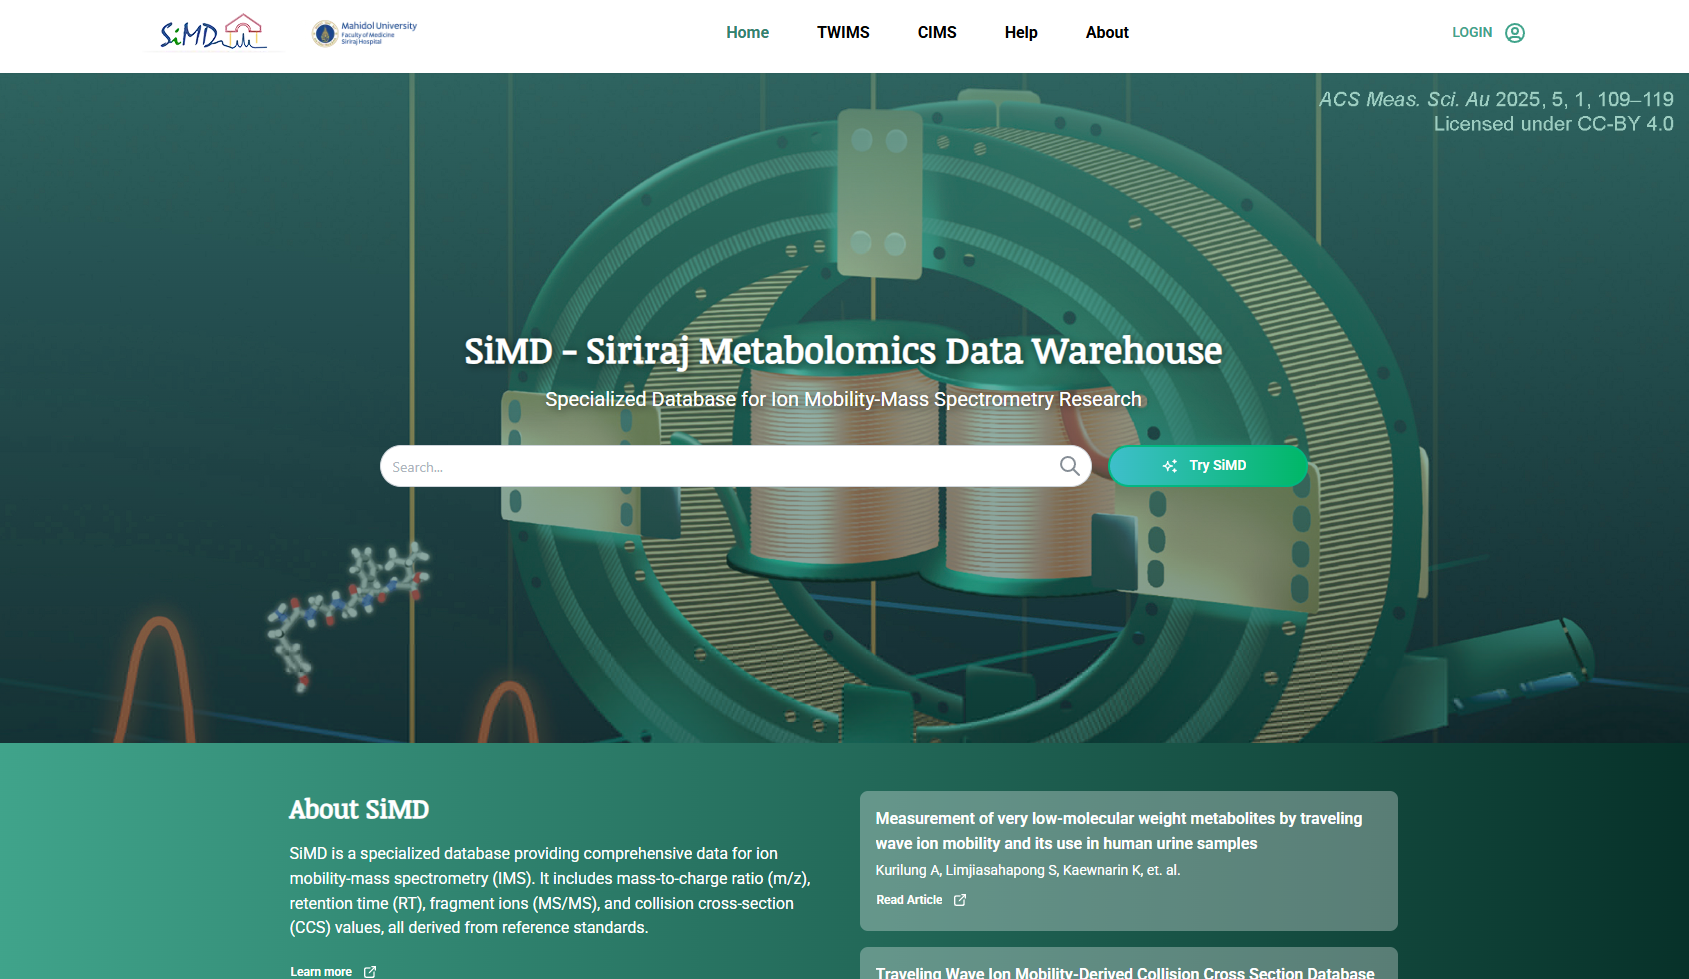 SiMD
Mahidol University
Faculty of Medicine
Siriraj Hospital
Home
TWIMS
CIMS
Help
About
LOGIN
ACS Meas. Sci. Au 2025, 5, 1, 109–119
Licensed under CC-BY 4.0
SiMD - Siriraj Metabolomics Data Warehouse
Specialized Database for Ion Mobility-Mass Spectrometry Research
Search...
Try SiMD
About SiMD
SiMD is a specialized database providing comprehensive data for ion
mobility-mass spectrometry (IMS). It includes mass-to-charge ratio (m/z),
retention time (RT), fragment ions (MS/MS), and collision cross-section
(CCS) values, all derived from reference standards.
Learn more
Measurement of very low-molecular weight metabolites by traveling
wave ion mobility and its use in human urine samples
Kurilung A, Limjiasahapong S, Kaewnarin K, et. al.
Read Article
Traveling Wave Ion Mobility-Derived Collision Cross Section Database